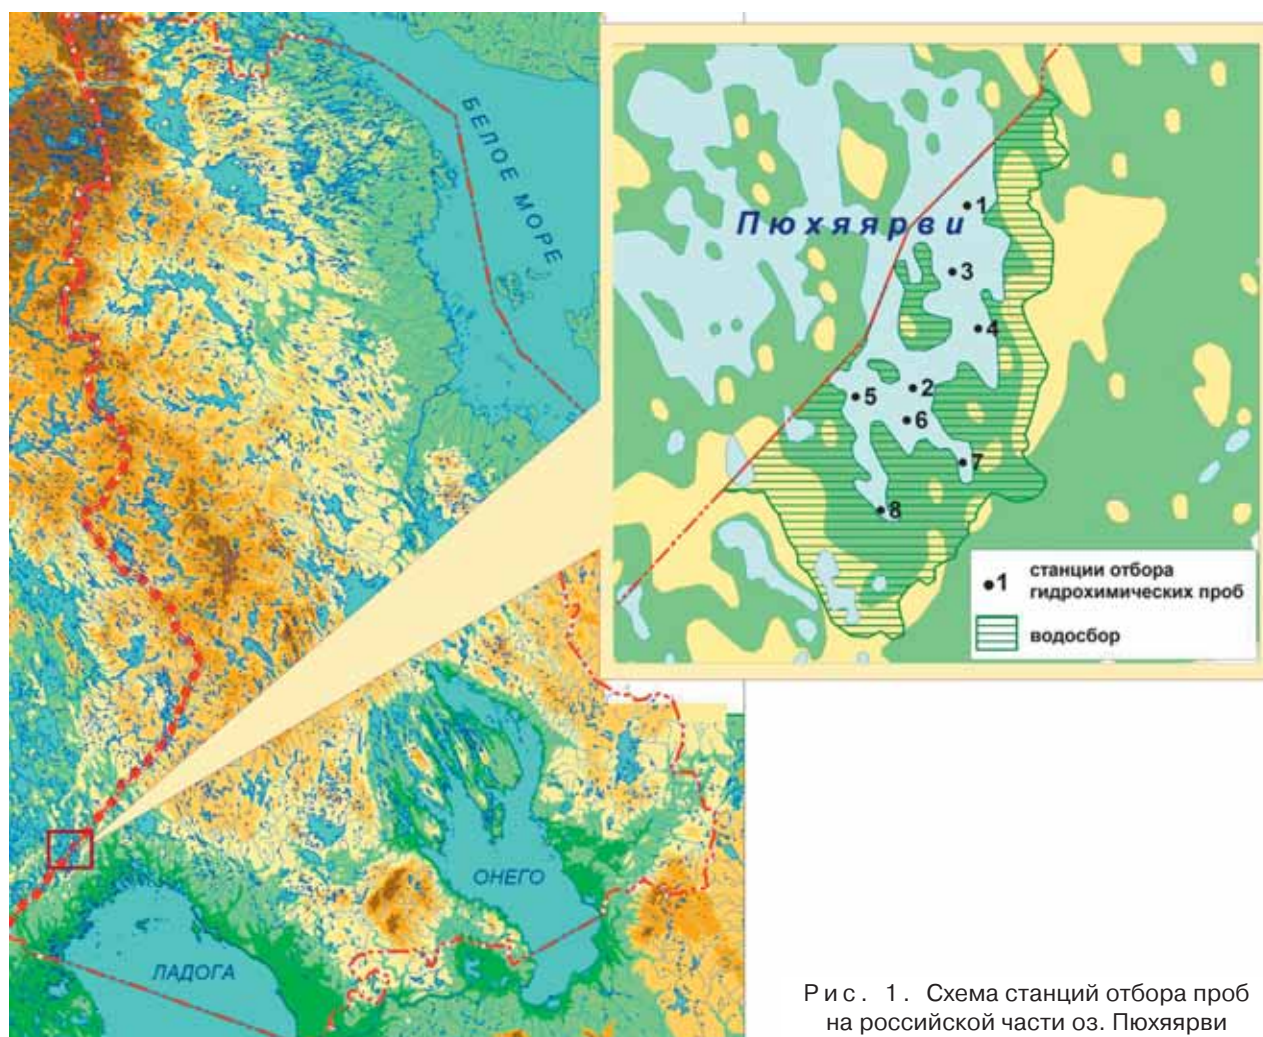 БЕЛОЕ МОРЕ
Пюхяярви
1
3
4
2
5
6
7
8
•1 станции отбора
гидрохимических проб
водосбор
ОНЕГО
ЛАДОГА
Рис. 1. Схема станций отбора проб
на российской части оз. Пюхяярви